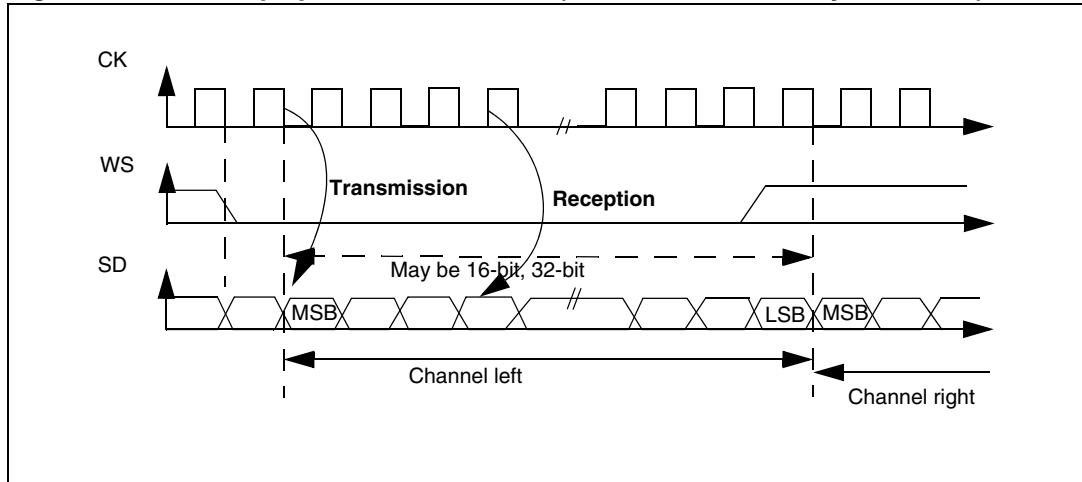 CK
WS
Transmission
Reception
SD
May be 16-bit, 32-bit
MSB
LSB
MSB
Channel left
Channel right